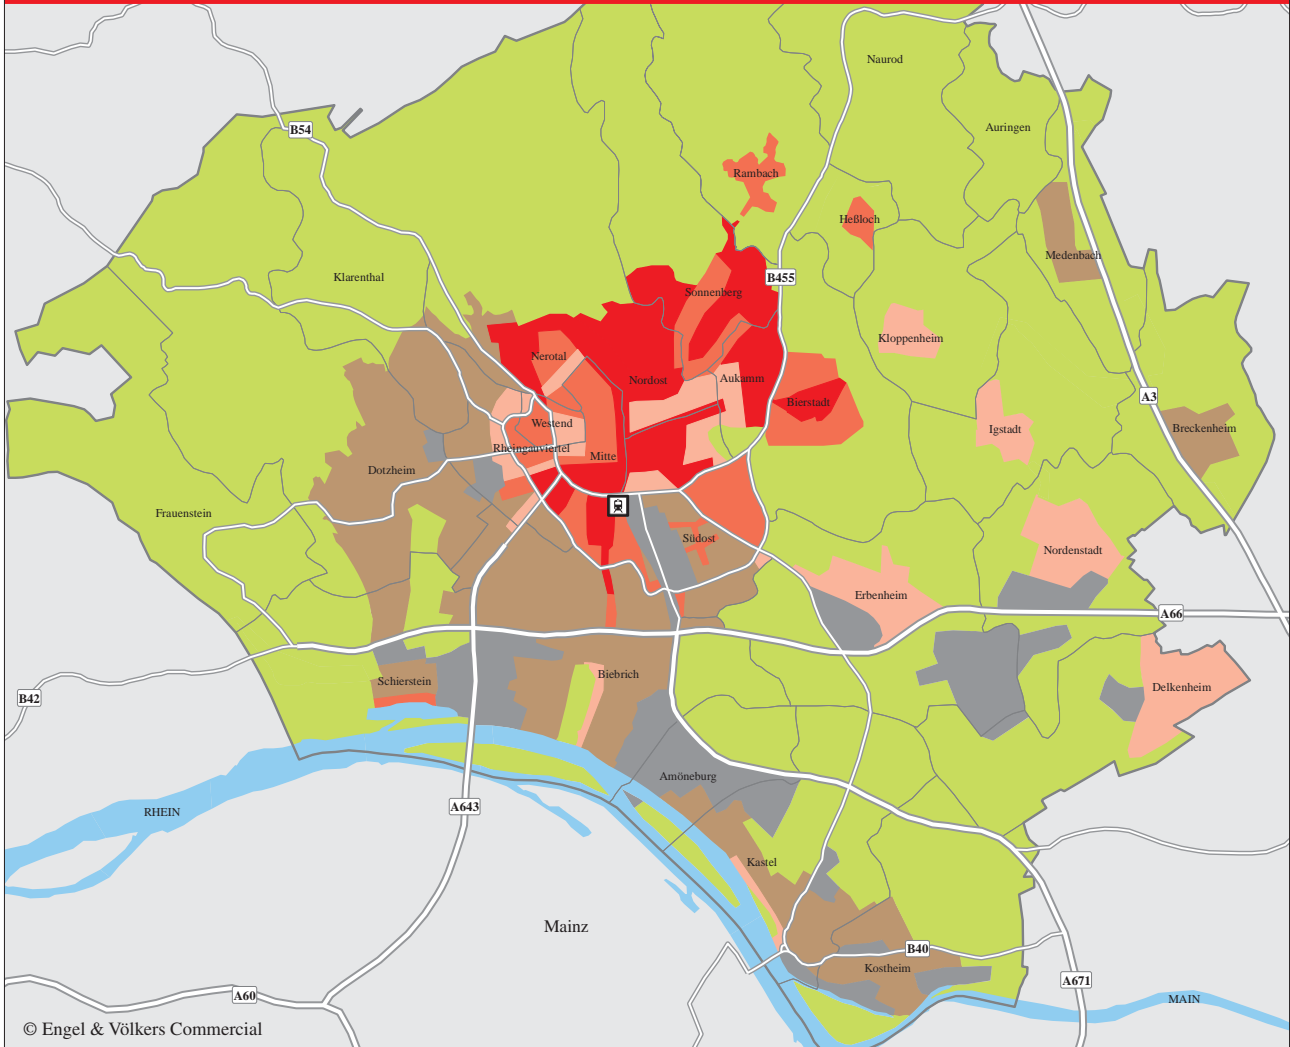 Naurod
Auringen
B54
Rambach
Heßloch
Medenbach
Klarenthal
B455
Sonnenberg
Kloppenheim
Nerotal
Nordost
Aukamm
A3
Bierstadt
Westend
Igstadt
Breckenheim
Rheingauviertel
Mitte
Dotzheim
Frauenstein
Südost
Nordenstadt
Erbenheim
A66
Biebrich
Schierstein
Delkenheim
B42
Amöneburg
RHEIN
A643
Kastel
Mainz
B40
Kostheim
A671
A60
MAIN
© Engel & Völkers Commercial